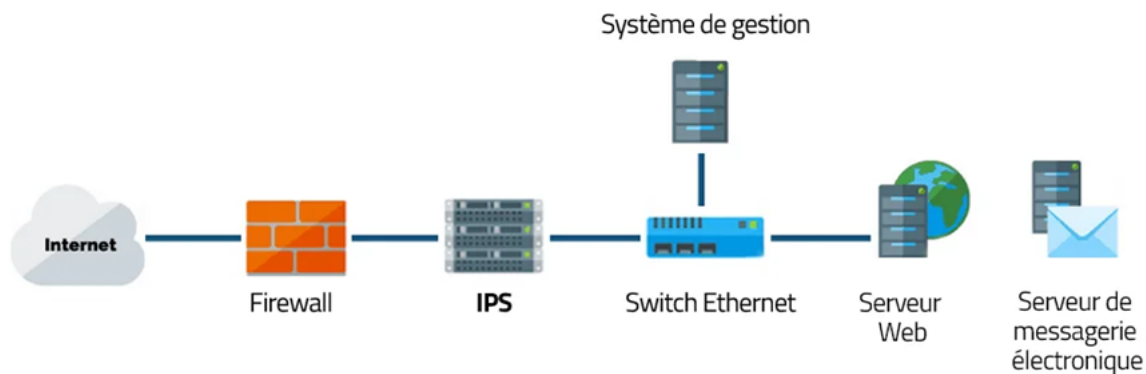 Système de gestion
Internet
Firewall
IPS
Switch Ethernet
Serveur
Web
Serveur de
messagerie
électronique